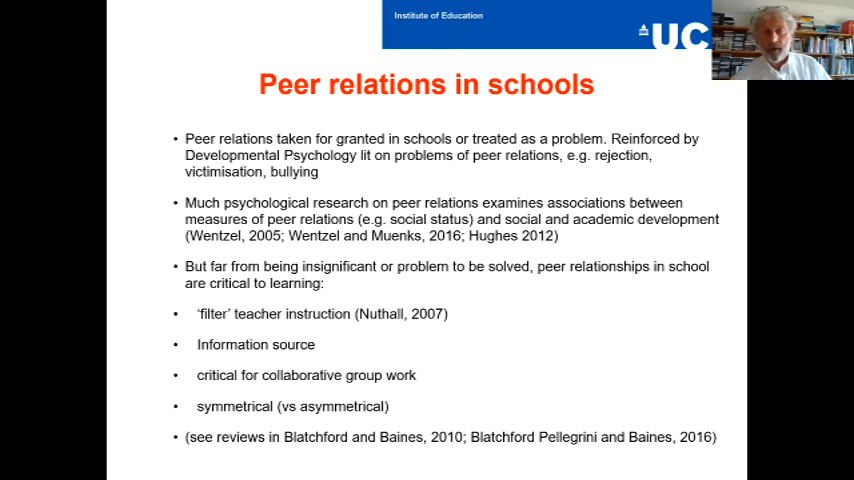 Institute of Education
UC
Peer relations in schools
• Peer relations taken for granted in schools or treated as a problem. Reinforced by
Developmental Psychology lit on problems of peer relations, e.g. rejection,
victimisation, bullying
• Much psychological research on peer relations examines associations between
measures of peer relations (e.g. social status) and social and academic development
(Wentzel, 2005; Wentzel and Muenks, 2016; Hughes 2012)
• But far from being insignificant or problem to be solved, peer relationships in school
are critical to learning:
• ‘filter’ teacher instruction (Nuthall, 2007)
• Information source
• critical for collaborative group work
• symmetrical (vs asymmetrical)
• (see reviews in Blatchford and Baines, 2010; Blatchford Pellegrini and Baines, 2016)